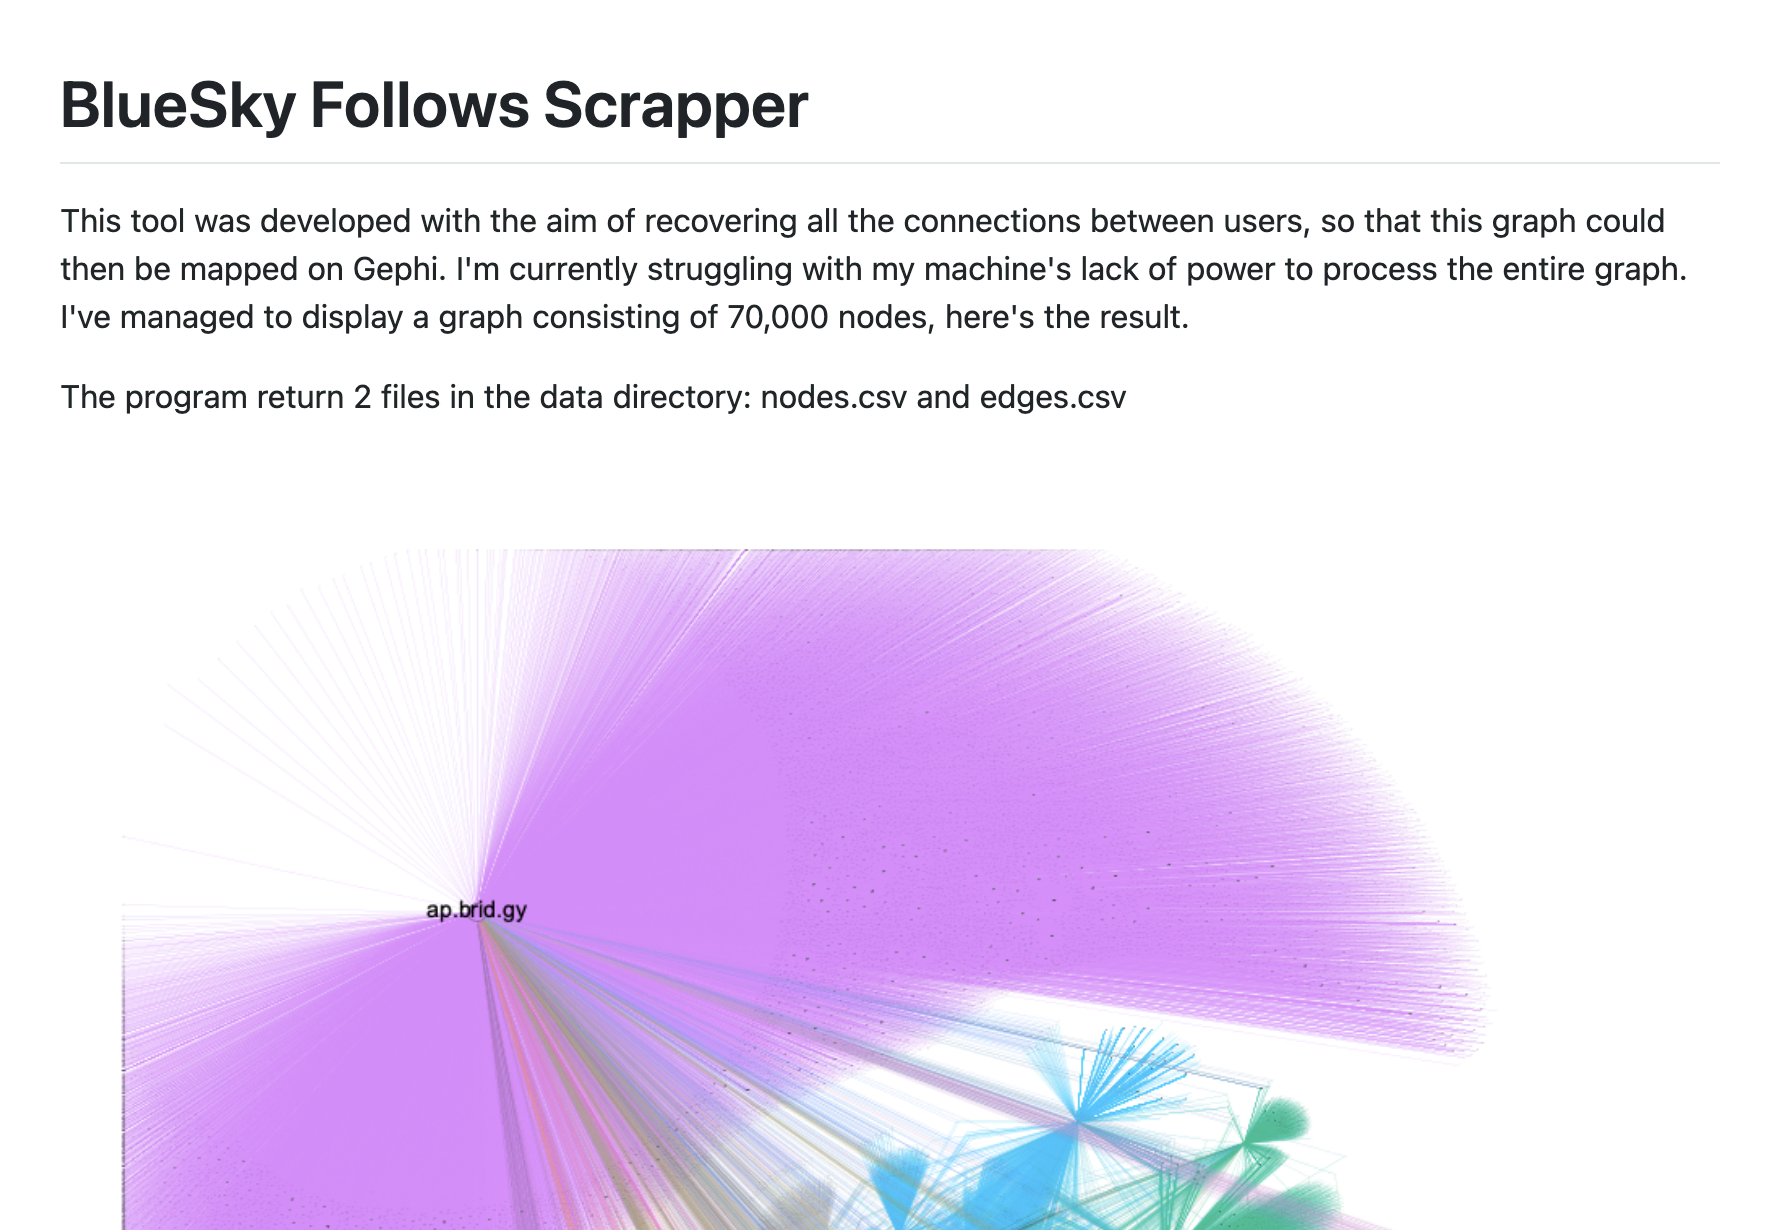 BlueSky Follows Scrapper
This tool was developed with the aim of recovering all the connections between users, so that this graph could
then be mapped on Gephi. I'm currently struggling with my machine's lack of power to process the entire graph.
I've managed to display a graph consisting of 70,000 nodes, here's the result.
The program return 2 files in the data directory: nodes.csv and edges.csv
ap.brid.gy